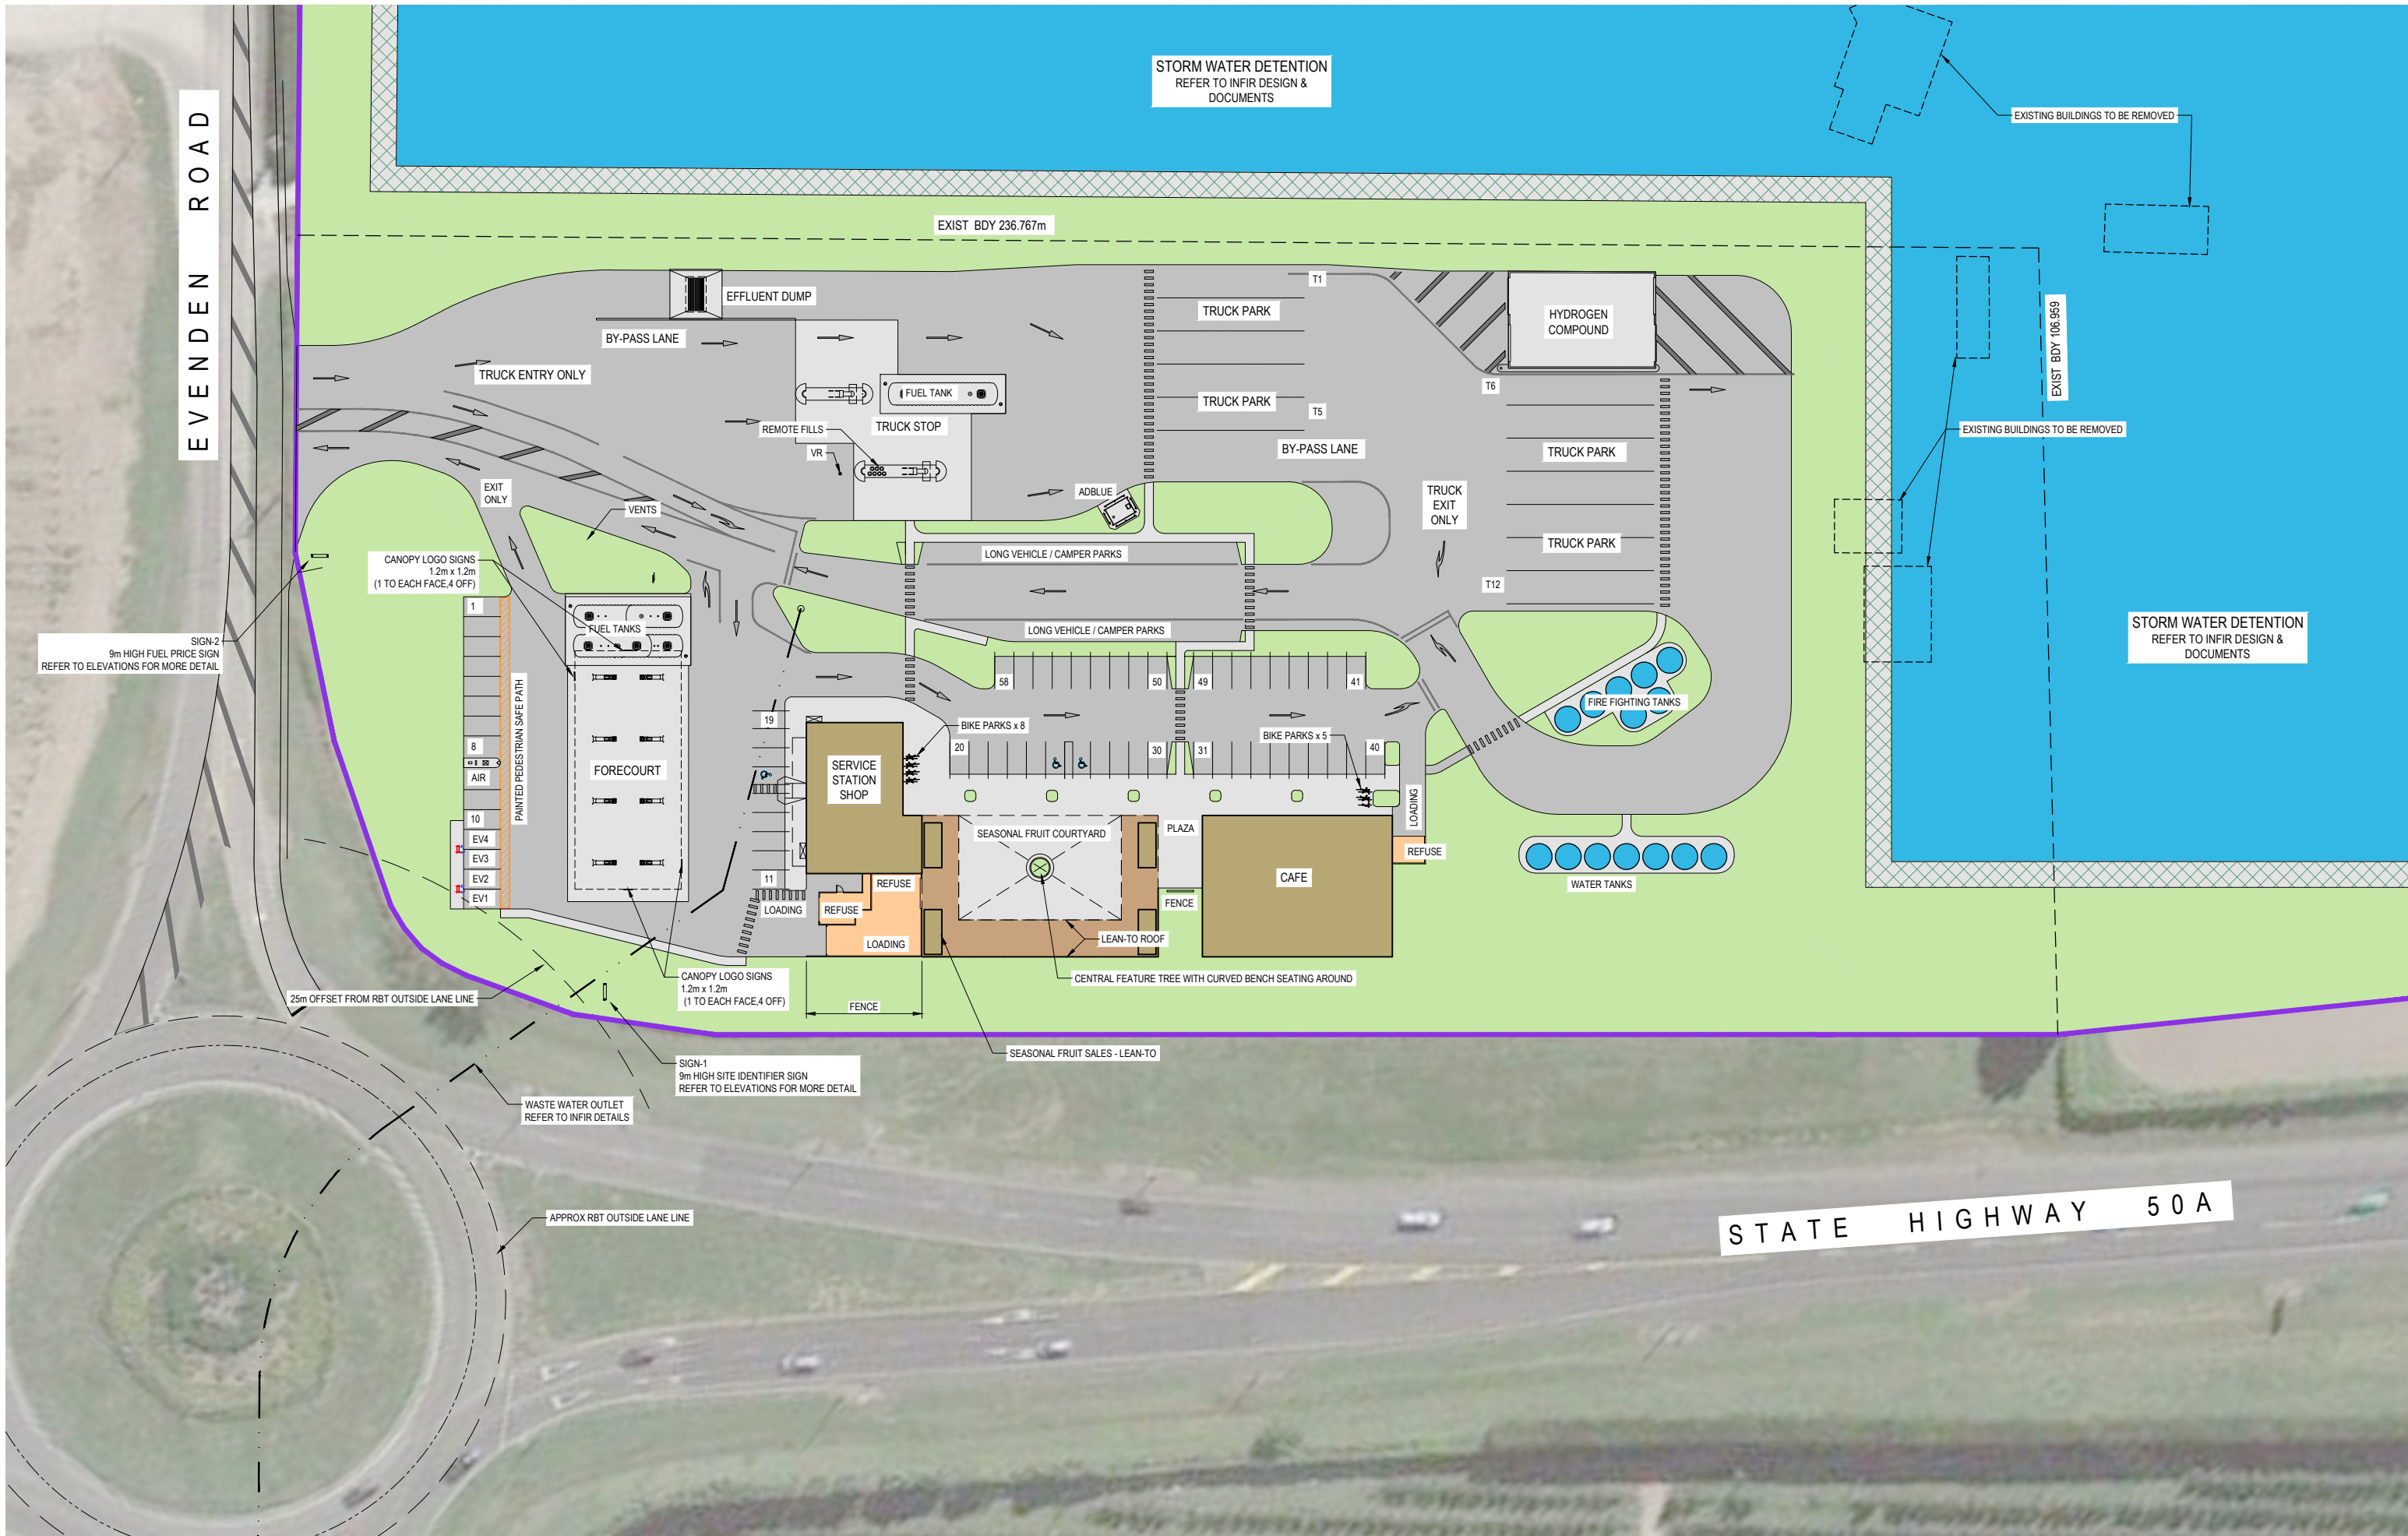 STORM WATER DETENTION
REFER TO INFIR DESIGN &
DOCUMENTS
EXISTING BUILDINGS TO BE REMOVED
EVENDEN ROAD
EXIST BDY 236.767m
EFFLUENT DUMP
T1
TRUCK PARK
HYDROGEN
COMPOUND
EXIST BDY 106.959
BY-PASS LANE
TRUCK ENTRY ONLY
FUEL TANK
T6
TRUCK PARK
T5
TRUCK STOP
REMOTE FILLS
EXISTING BUILDINGS TO BE REMOVED
VR
BY-PASS LANE
TRUCK PARK
EXIT
ONLY
ADBLUE
TRUCK
EXIT
ONLY
VENTS
TRUCK PARK
LONG VEHICLE / CAMPER PARKS
CANOPY LOGO SIGNS
1.2m x 1.2m
(1 TO EACH FACE,4 OFF)
T12
1
FUEL TANKS
LONG VEHICLE / CAMPER PARKS
STORM WATER DETENTION
REFER TO INFIR DESIGN &
DOCUMENTS
SIGN-2
9m HIGH FUEL PRICE SIGN
REFER TO ELEVATIONS FOR MORE DETAIL
58
50
49
41
FIRE FIGHTING TANKS
PAINTED PEDESTRIAN SAFE PATH
19
BIKE PARKS x 8
BIKE PARKS x 5
8
20
30
31
40
AIR
FORECOURT
SERVICE
STATION
SHOP
LOADING
10
EV4
EV3
EV2
EV1
SEASONAL FRUIT COURTYARD
PLAZA
REFUSE
11
REFUSE
CAFE
WATER TANKS
LOADING
REFUSE
FENCE
LOADING
LEAN-TO ROOF
CANOPY LOGO SIGNS
1.2m x 1.2m
(1 TO EACH FACE,4 OFF)
CENTRAL FEATURE TREE WITH CURVED BENCH SEATING AROUND
25m OFFSET FROM RBT OUTSIDE LANE LINE
FENCE
SEASONAL FRUIT SALES - LEAN-TO
SIGN-1
9m HIGH SITE IDENTIFIER SIGN
REFER TO ELEVATIONS FOR MORE DETAIL
WASTE WATER OUTLET
REFER TO INFIR DETAILS
APPROX RBT OUTSIDE LANE LINE
STATE HIGHWAY 50A